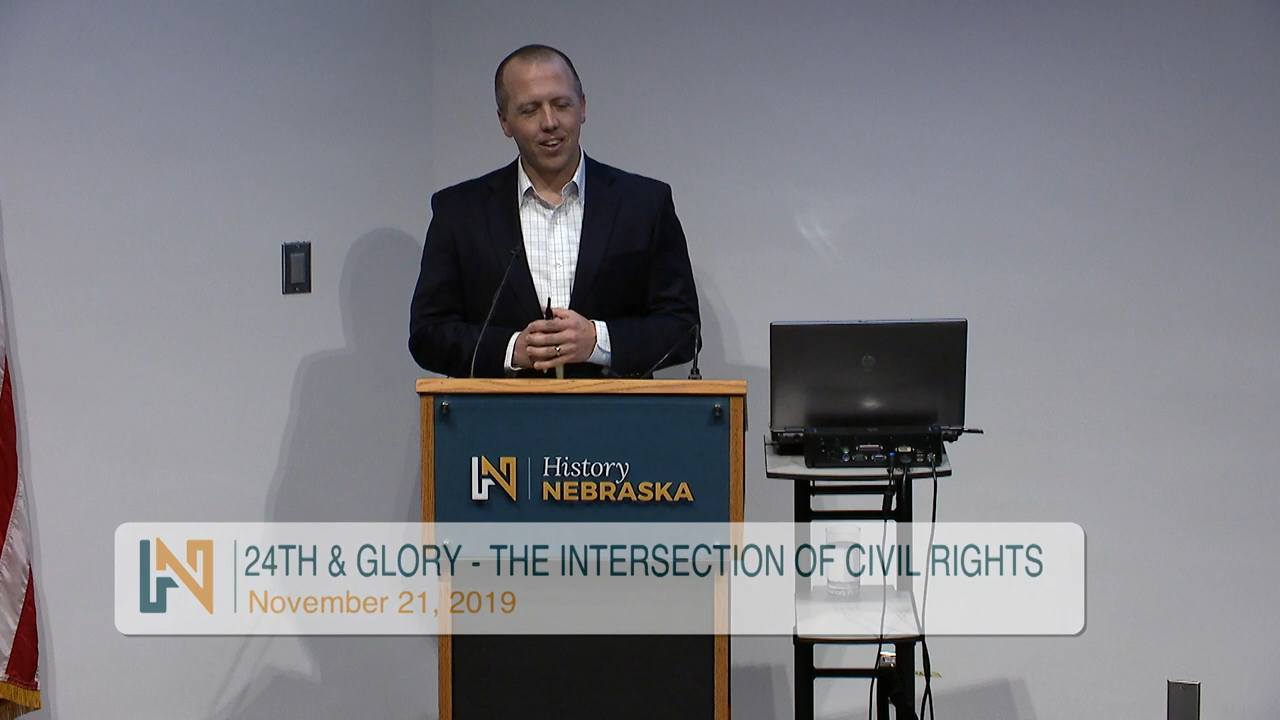 History
NEBRASKA
24TH & GLORY - THE INTERSECTION OF CIVIL RIGHTS
November 21, 2019